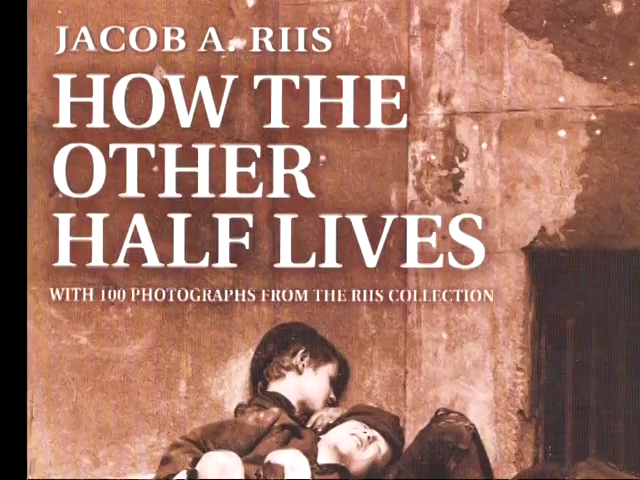 JACOB A. RIIS
HOW THE
OTHER
HALF LIVES
WITH 100 PHOTOGRAPHS FROM THE RIIS COLLECTION